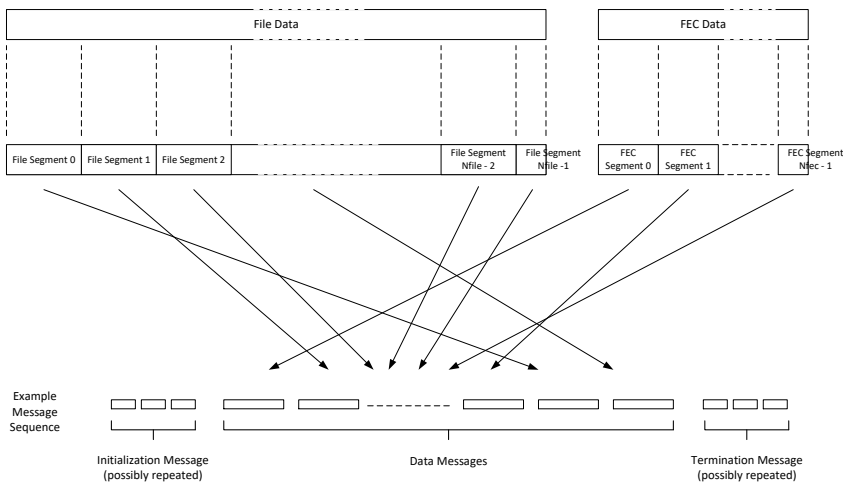 File Data
FEC Data
File Segment 0
File Segment 1
File Segment 2
File Segment
Nfile - 2
File Segment
Nfile -1
FEC
Segment 0
FEC
Segment 1
FEC Segment
Nfec - 1
Example
Message
Sequence
Initialization Message
(possibly repeated)
Data Messages
Termination Message
(possibly repeated)